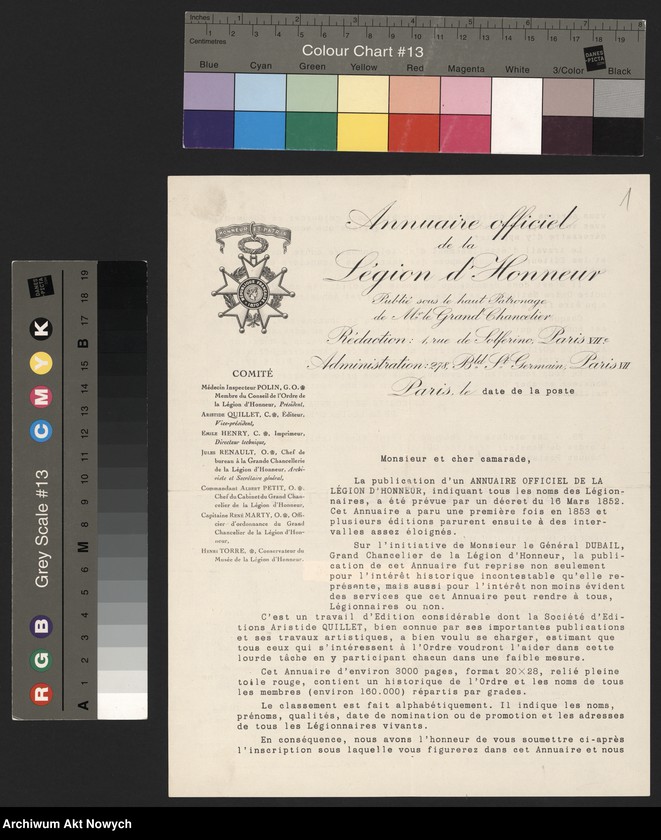 Inches 1 2 3 4 5 6 7 8
Centimetres 1 2 3 4 5 6 7 8 9 10 11 12 13 14 15 16 17 18 19
Colour Chart #13
Blue Cyan Green Yellow Red Magenta White 3/Color Black
DANES PICTA
Grey Scale #13
R G B C M Y K
A 1 2 3 4 5 6 M 8 9 10 11 12 13 14 15 B 17 18 19
1
HONNEUR ET PATRIE
Annuaire officiel
de la
Légion d'Honneur
Publié sous le haut Patronage
de Mr. le Grand Chancelier
Rédaction: 1, rue de Solférino, Paris VIIe
Administration: 278, Bld St Germain, Paris VII
Paris, le date de la poste
COMITÉ
Médecin Inspecteur POLIN, G. O.
Membre du Conseil de l'Ordre de
la Légion d'Honneur, Président,
ARISTIDE QUILLET, C., Éditeur,
Vice-président,
EMILE HENRY, C., Imprimeur,
Directeur technique,
JULES RENAULT, O., Chef de
bureau à la Grande Chancellerie
de la Légion d'Honneur, Archi-
viste et Secrétaire général,
Commandant ALBERT PETIT, O.
Chef du Cabinet du Grand Chan-
celier de la Légion d'Honneur,
Capitaine RENÉ MARTY, O. Offi-
cier d'ordonnance du Grand
Chancelier de la Légion d'Hon-
neur,
HENRI TORRE, Conservateur du
Musée de la Légion d'Honneur.
Monsieur et cher camarade,
La publication d'un ANNUAIRE OFFICIEL DE LA
LÉGION D'HONNEUR, indiquant tous les noms des Légion-
naires, a été prévue par un décret du 16 Mars 1852.
Cet Annuaire a paru une première fois en 1853 et
plusieurs éditions parurent ensuite à des inter-
valles assez éloignés.
Sur l'initiative de Monsieur le Général DUBAIL,
Grand Chancelier de la Légion d'Honneur, la publi-
cation de cet Annuaire fut reprise non seulement
pour l'intérêt historique incontestable qu'elle re-
présente, mais aussi pour l'intérêt non moins évident
des services que cet Annuaire peut rendre à tous,
Légionnaires ou non.
C'est un travail d'Edition considérable dont la Société d'Edi-
tions Aristide QUILLET, bien connue par ses importantes publications
et ses travaux artistiques, a bien voulu se charger, estimant que
tous ceux qui s'intéressent à l'Ordre voudront l'aider dans cette
lourde tâche en y participant chacun dans une faible mesure.
Cet Annuaire d'environ 3000 pages, format 20×28, relié pleine
toile rouge, contient un historique de l'Ordre et les noms de tous
les membres (environ 160.000) répartis par grades.
Le classement est fait alphabétiquement. Il indique les noms,
prénoms, qualités, date de nomination ou de promotion et les adresses
de tous les Légionnaires vivants.
En conséquence, nous avons l'honneur de vous soumettre ci-après
l'inscription sous laquelle vous figurerez dans cet Annuaire et nous
Archiwum Akt Nowych